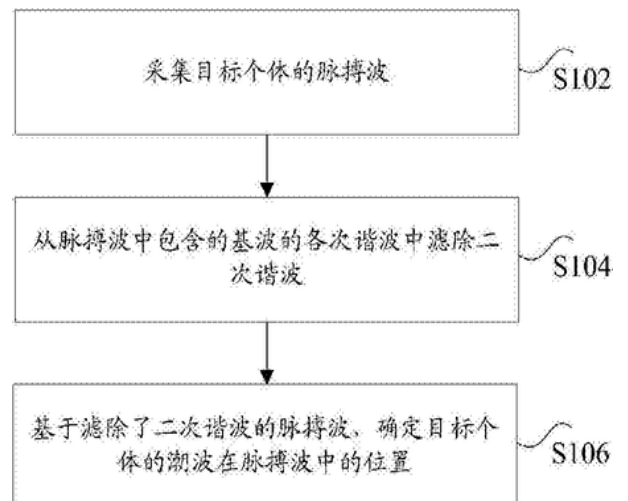 采集目标个体的脉搏波
S102
从脉搏波中包含的基波的各次谐波中滤除二
次谐波
S104
基于滤除了二次谐波的脉搏波、确定目标个
体的潮波在脉搏波中的位置
S106